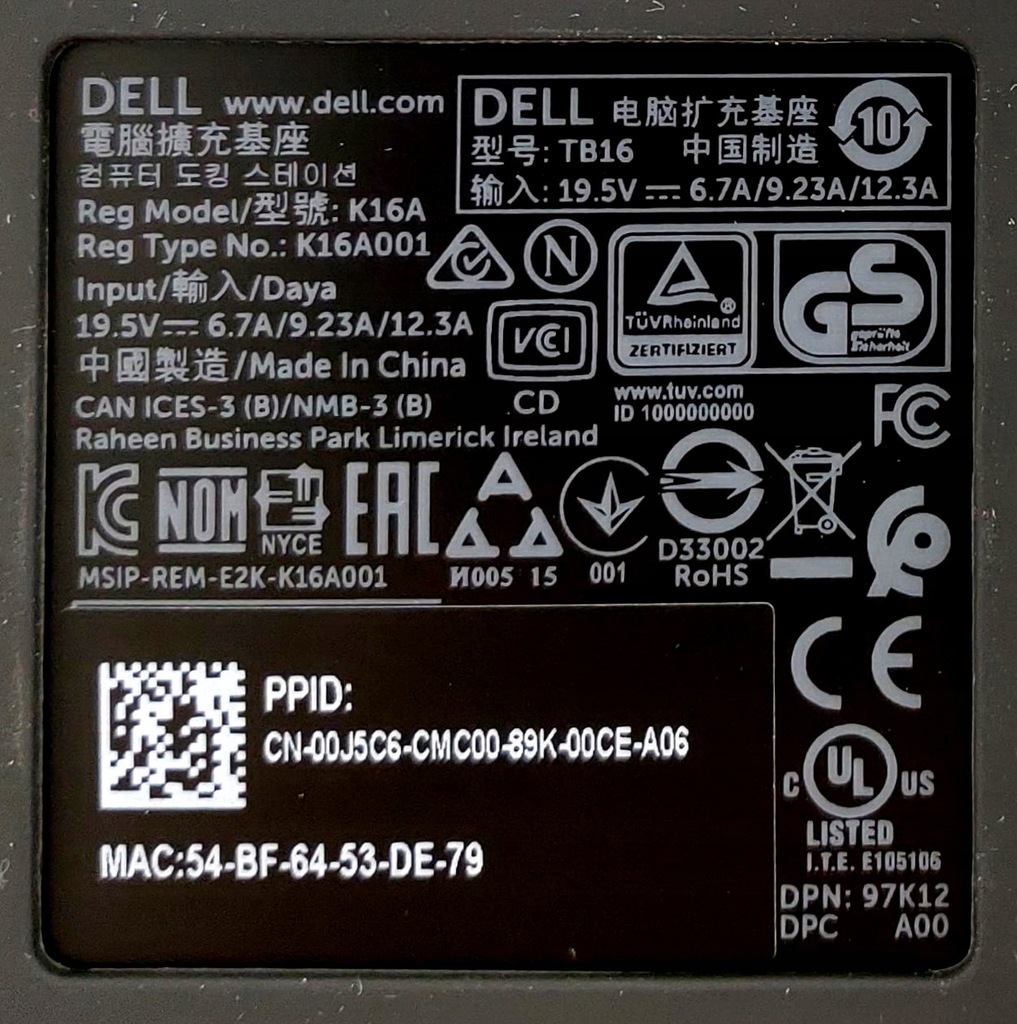 DELL www.dell.com
電腦擴充基座
컴퓨터 도킹 스테이션
Reg Model/型號: K16A
Reg Type No.: K16A001
Input/輸入/Daya
19.5V⎓ 6.7A/9.23A/12.3A
中國製造/Made In China
CAN ICES-3 (B)/NMB-3 (B)
Raheen Business Park Limerick Ireland
DELL 电脑扩充基座
型号: TB16 中国制造
输入: 19.5V⎓ 6.7A/9.23A/12.3A
10
N
VCI
CD
TÜVRheinland®
ZERTIFIZIERT
GS
geprüfte
Sicherheit
www.tuv.com
ID 1000000000
FC
KC NOM NYCE EAC
MSIP-REM-E2K-K16A001
И005 15
001
D33002
RoHS
CE
PPID:
CN-00J5C6-CMC00-89K-00CE-A06
MAC:54-BF-64-53-DE-79
C UL US
LISTED
I.T.E. E105106
DPN: 97K12
DPC A00